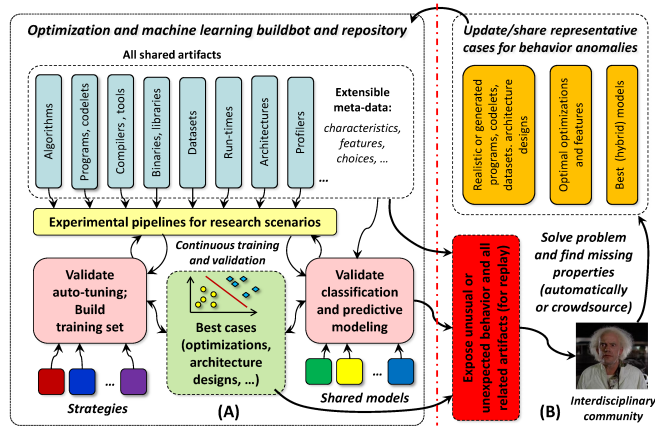 Optimization and machine learning buildbot and repository
All shared artifacts
Algorithms
Programs, codelets
Compilers , tools
Binaries, libraries
Datasets
Run-times
Architectures
Profilers
...
Extensible
meta-data:
characteristics,
features,
choices, ...
Experimental pipelines for research scenarios
Continuous training
and validation
Validate
auto-tuning;
Build
training set
Best cases
(optimizations,
architecture
designs, ...)
Validate
classification
and predictive
modeling
...
Strategies
(A)
...
Shared models
Update/share representative
cases for behavior anomalies
Realistic or generated
programs, codelets,
datasets. architecture
designs
Optimal optimizations
and features
Best (hybrid) models
Expose unusual or
unexpected behavior and all
related artifacts (for replay)
Solve problem
and find missing
properties
(automatically
or crowdsource)
(B)
Interdisciplinary
community